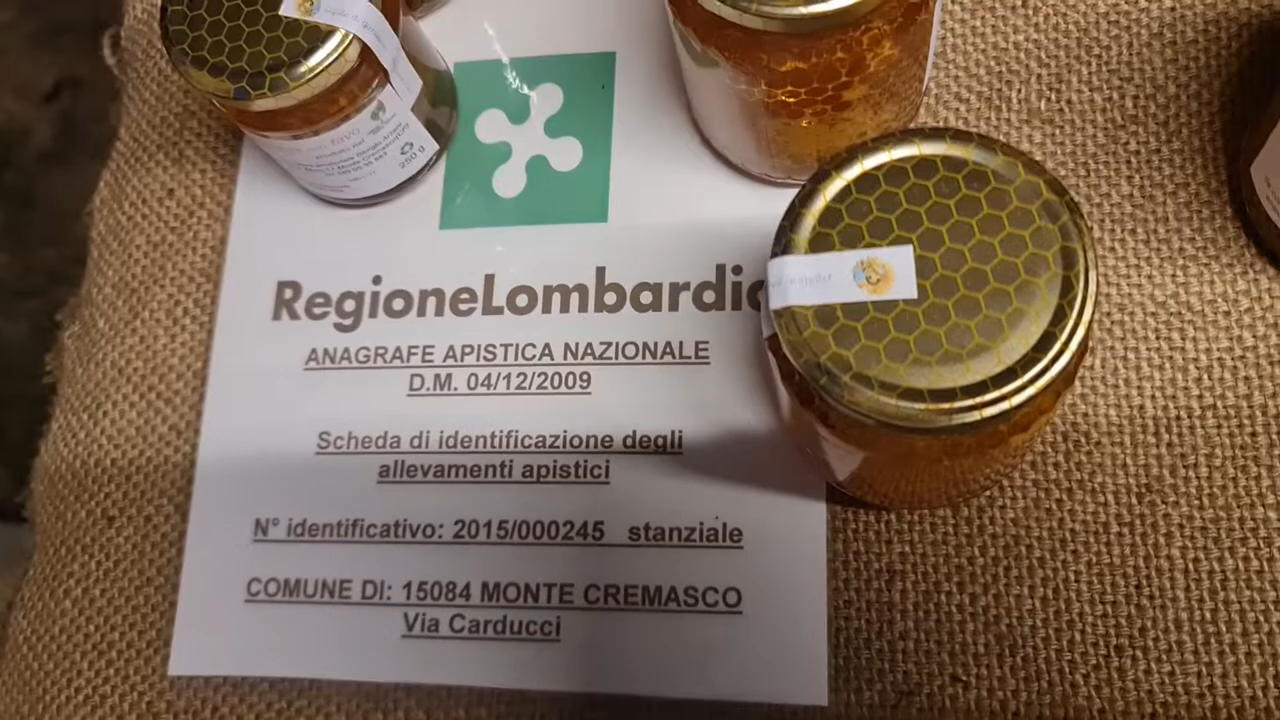 favo
250 g
RegioneLombardia
ANAGRAFE APISTICA NAZIONALE
D.M. 04/12/2009
Scheda di identificazione degli
allevamenti apistici
N° identificativo: 2015/000245 stanziale
COMUNE DI: 15084 MONTE CREMASCO
Via Carducci